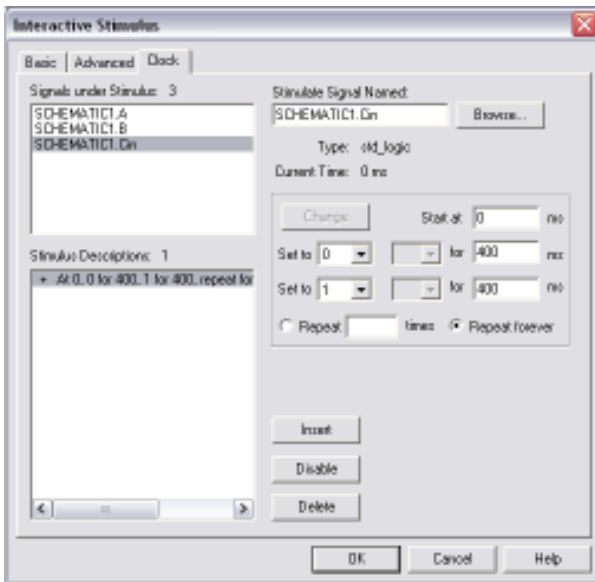 Interactive Stimulus
Basic Advanced Clock
Signals under Stimulus: 3
SCHEMATIC1.A
SCHEMATIC1.B
SCHEMATIC1.Cin
Stimulus Descriptions: 1
+ At 0, 0 for 400, 1 for 400, repeat for
Stimulate Signal Named:
SCHEMATIC1.Cin Browse...
Type: std_logic
Current Time: 0 ns
Change Start at 0 ns
Set to 0 for 400 ns
Set to 1 for 400 ns
Repeat times Repeat forever
Insert
Disable
Delete
OK Cancel Help